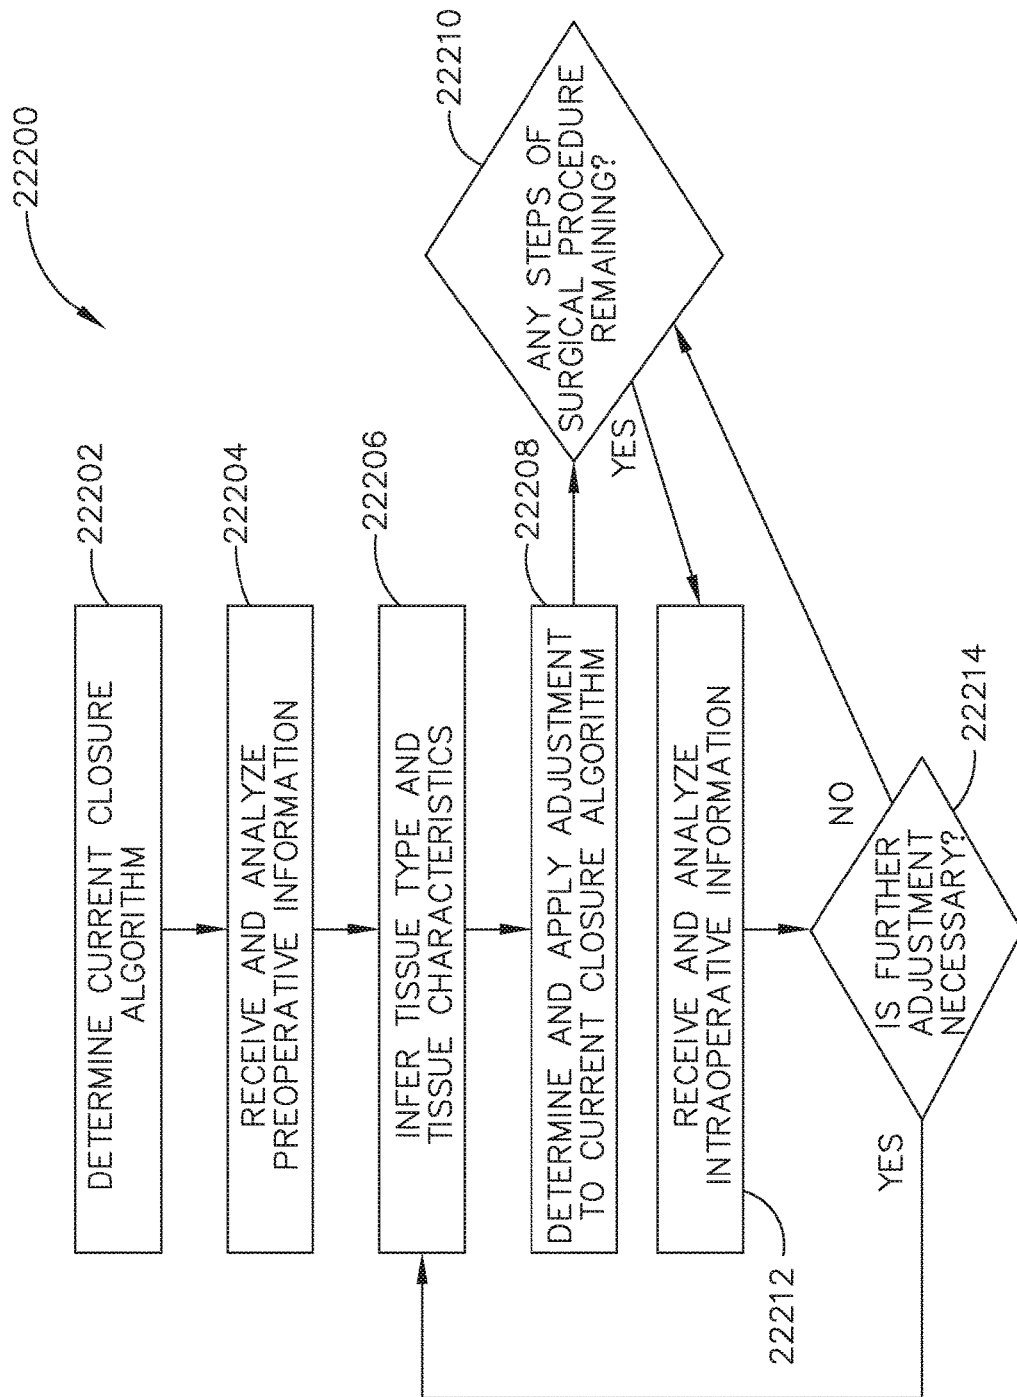 22200
DETERMINE CURRENT CLOSURE
ALGORITHM
22202
RECEIVE AND ANALYZE
PREOPERATIVE INFORMATION
22204
INFER TISSUE TYPE AND
TISSUE CHARACTERISTICS
22206
DETERMINE AND APPLY ADJUSTMENT
TO CURRENT CLOSURE ALGORITHM
22208
ANY STEPS OF
SURGICAL PROCEDURE
REMAINING?
22210
YES
RECEIVE AND ANALYZE
INTRAOPERATIVE INFORMATION
22212
IS FURTHER
ADJUSTMENT
NECESSARY?
22214
YES
NO